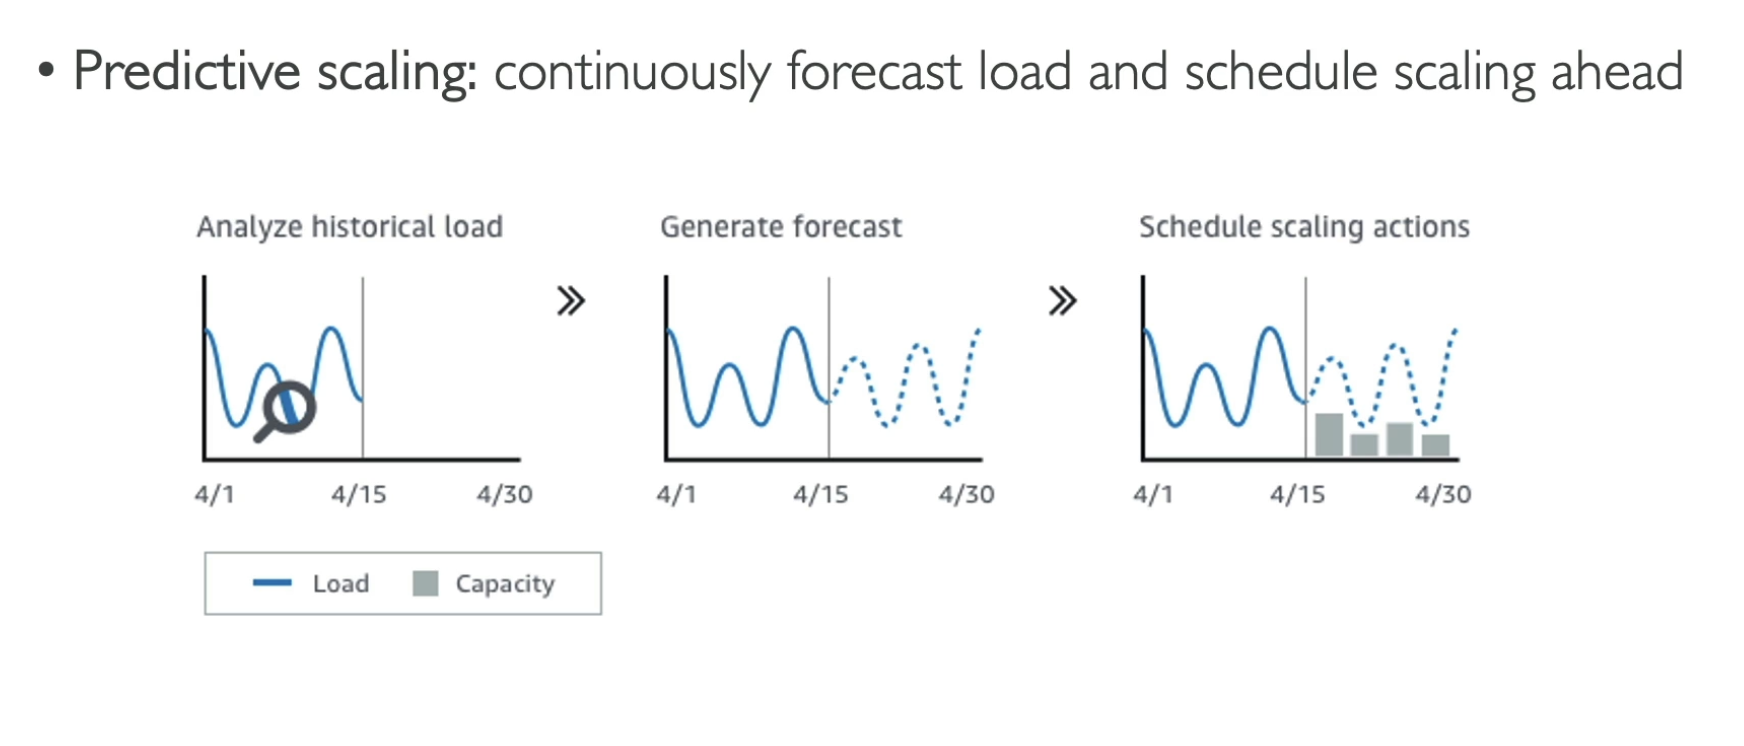 • Predictive scaling: continuously forecast load and schedule scaling ahead
Analyze historical load
4/1 4/15 4/30
Generate forecast
4/1 4/15 4/30
Schedule scaling actions
4/1 4/15 4/30
Load Capacity